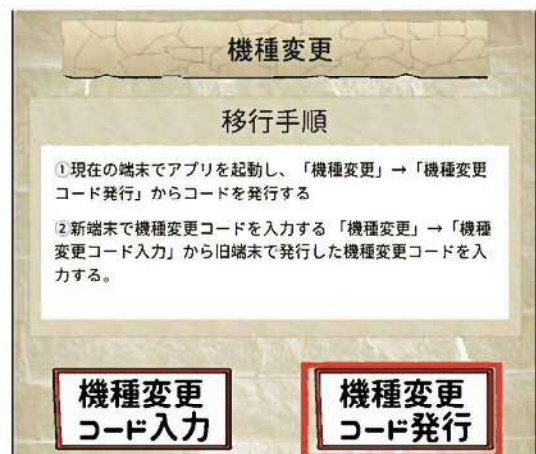 機種変更
移行手順
①現在の端末でアプリを起動し、「機種変更」→「機種変更
コード発行」からコードを発行する
②新端末で機種変更コードを入力する 「機種変更」→「機種
変更コード入力」から旧端末で発行した機種変更コードを入
力する。
機種変更
コード入力
機種変更
コード発行